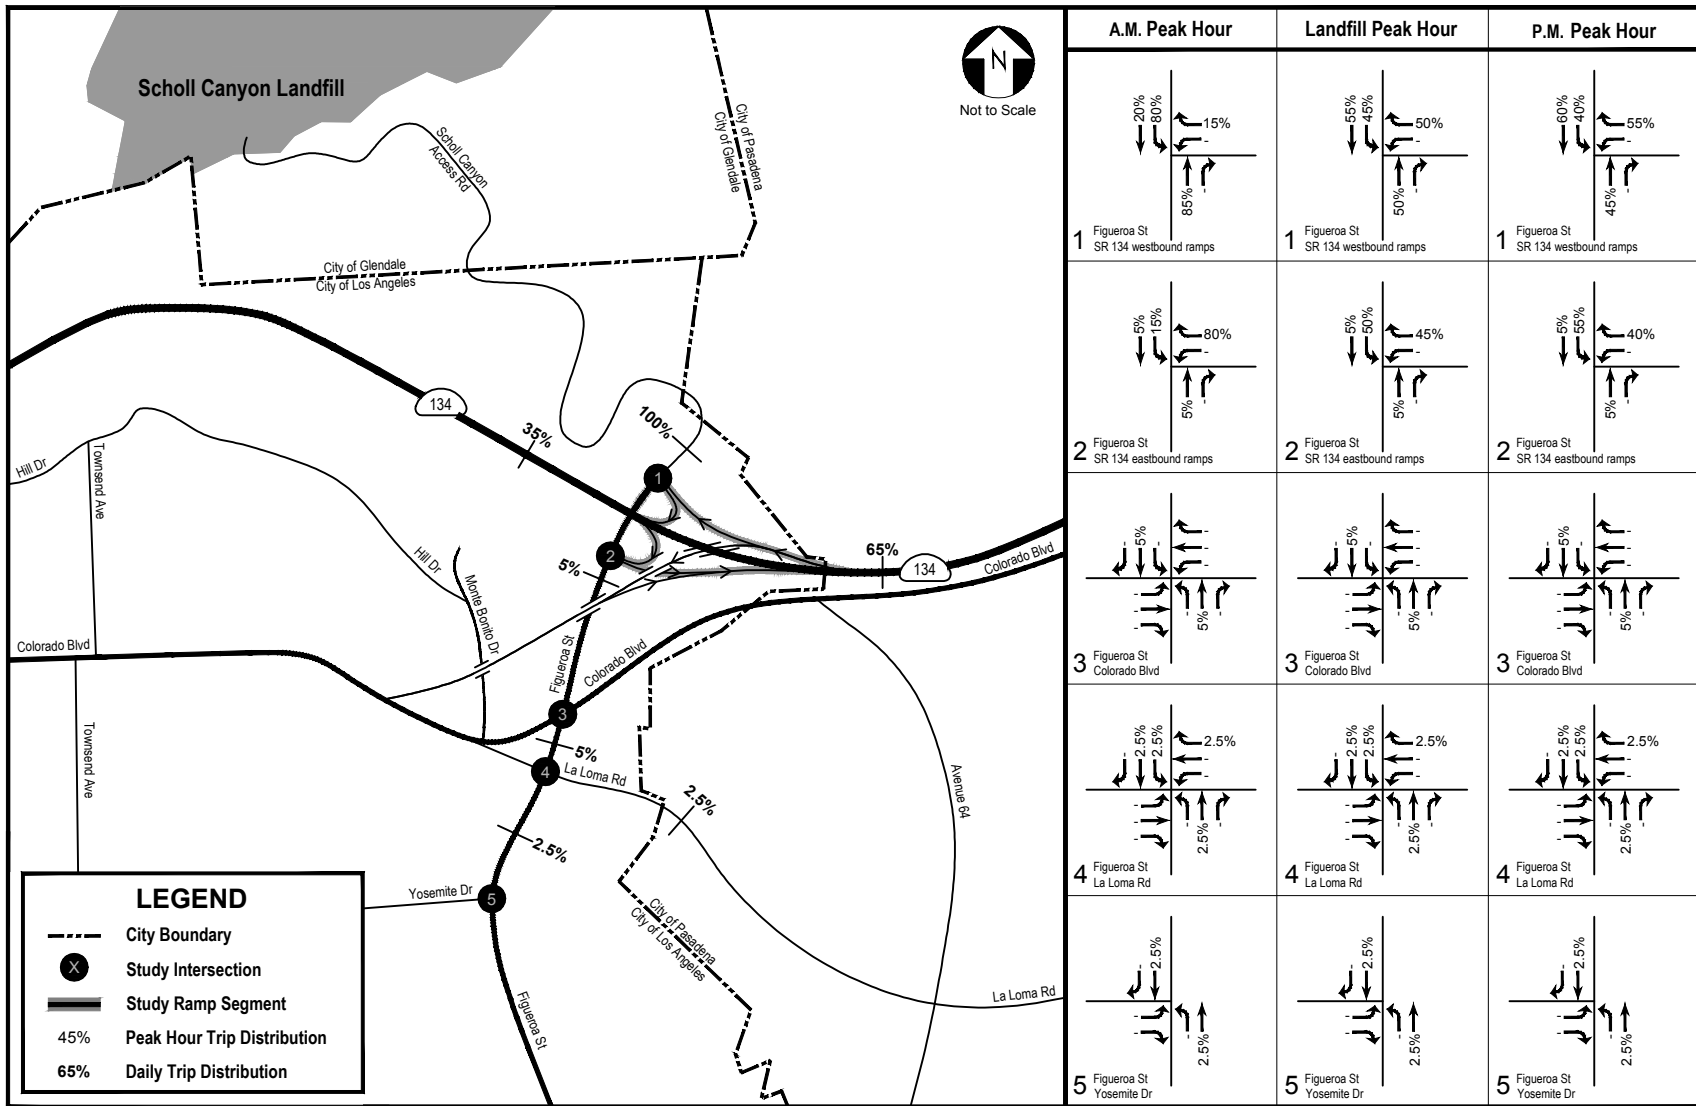 Scholl Canyon Landfill
N
Not to Scale
City of Pasadena
City of Glendale
Scholl Canyon
Access Rd
City of Glendale
City of Los Angeles
134
35%
100%
1
Hill Dr
Townsend Ave
2
5%
65%
134
Colorado Blvd
Hill Dr
Monte Bonito Dr
Colorado Blvd
Figueroa St
Colorado Blvd
3
5%
4
La Loma Rd
2.5%
Townsend Ave
Avenue 64
2.5%
Yosemite Dr
5
City of Pasadena
City of Los Angeles
La Loma Rd
Figueroa St
LEGEND
City Boundary
X Study Intersection
Study Ramp Segment
45% Peak Hour Trip Distribution
65% Daily Trip Distribution
A.M. Peak Hour
Landfill Peak Hour
P.M. Peak Hour
20%
80%
15%
-
85%
-
1 Figueroa St
SR 134 westbound ramps
55%
45%
50%
-
50%
-
1 Figueroa St
SR 134 westbound ramps
60%
40%
55%
-
45%
-
1 Figueroa St
SR 134 westbound ramps
5%
15%
80%
-
5%
-
2 Figueroa St
SR 134 eastbound ramps
5%
50%
45%
-
5%
-
2 Figueroa St
SR 134 eastbound ramps
5%
55%
40%
-
5%
-
2 Figueroa St
SR 134 eastbound ramps
-
5%
-
-
-
-
-
-
-
-
5%
-
3 Figueroa St
Colorado Blvd
-
5%
-
-
-
-
-
-
-
-
5%
-
3 Figueroa St
Colorado Blvd
-
5%
-
-
-
-
-
-
-
-
5%
-
3 Figueroa St
Colorado Blvd
-
2.5%
2.5%
2.5%
-
-
-
-
-
-
2.5%
-
4 Figueroa St
La Loma Rd
-
2.5%
2.5%
2.5%
-
-
-
-
-
-
2.5%
-
4 Figueroa St
La Loma Rd
-
2.5%
2.5%
2.5%
-
-
-
-
-
-
2.5%
-
4 Figueroa St
La Loma Rd
-
2.5%
-
-
-
2.5%
5 Figueroa St
Yosemite Dr
-
2.5%
-
-
-
2.5%
5 Figueroa St
Yosemite Dr
-
2.5%
-
-
-
2.5%
5 Figueroa St
Yosemite Dr